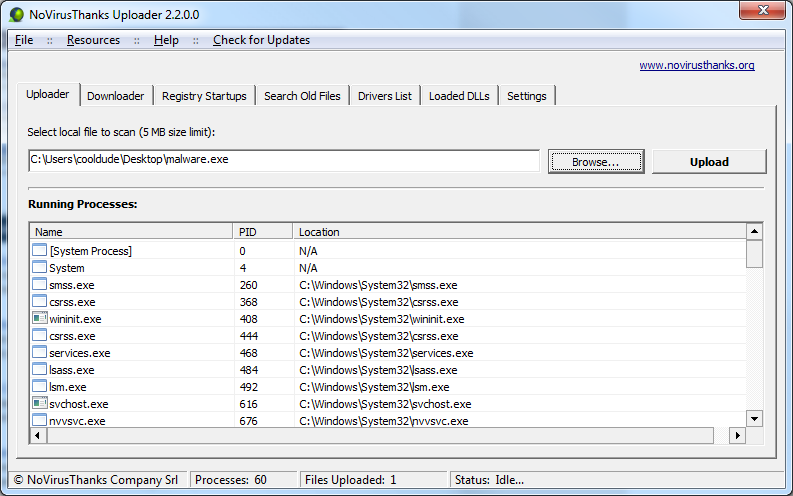 NoVirusThanks Uploader 2.2.0.0
File :: Resources :: Help :: Check for Updates
www.novirusthanks.org
Uploader Downloader Registry Startups Search Old Files Drivers List Loaded DLLs Settings
Select local file to scan (5 MB size limit):
C:\Users\cooldude\Desktop\malware.exe Browse... Upload
Running Processes:
Name PID Location
[System Process] 0 N/A
System 4 N/A
smss.exe 260 C:\Windows\System32\smss.exe
csrss.exe 368 C:\Windows\System32\csrss.exe
wininit.exe 408 C:\Windows\System32\wininit.exe
csrss.exe 444 C:\Windows\System32\csrss.exe
services.exe 468 C:\Windows\System32\services.exe
lsass.exe 484 C:\Windows\System32\lsass.exe
lsm.exe 492 C:\Windows\System32\lsm.exe
svchost.exe 616 C:\Windows\System32\svchost.exe
nvvsvc.exe 676 C:\Windows\System32\nvvsvc.exe
© NoVirusThanks Company Srl Processes: 60 Files Uploaded: 1 Status: Idle...